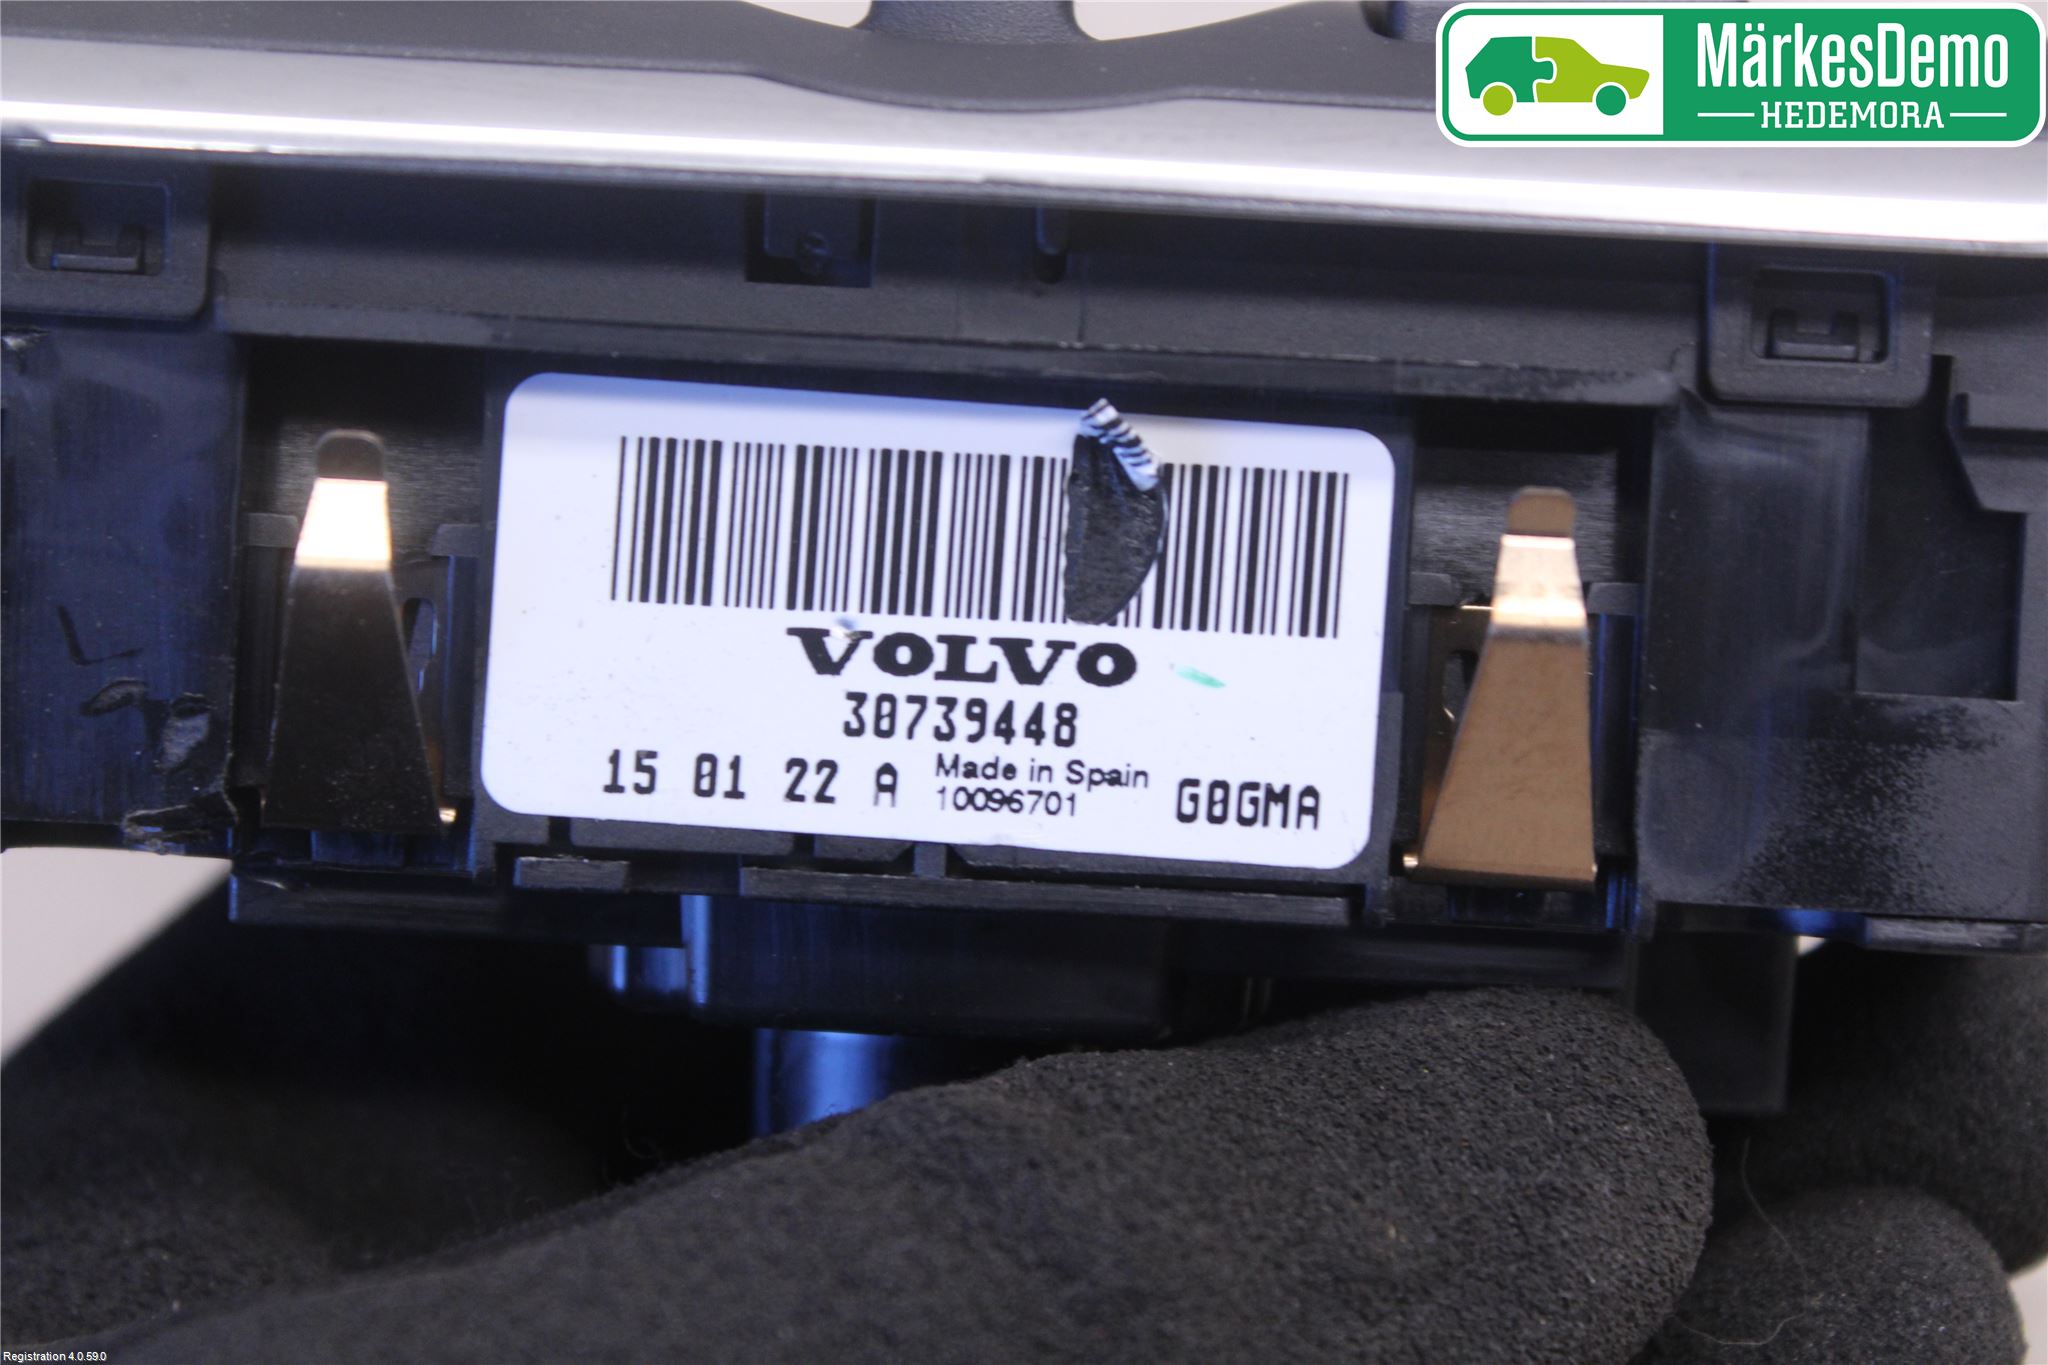 MärkesDemo
HEDEMORA
VOLVO
30739448
15 01 22 A
Made in Spain
10096701
G0GMA
Registration 4.0.59.0